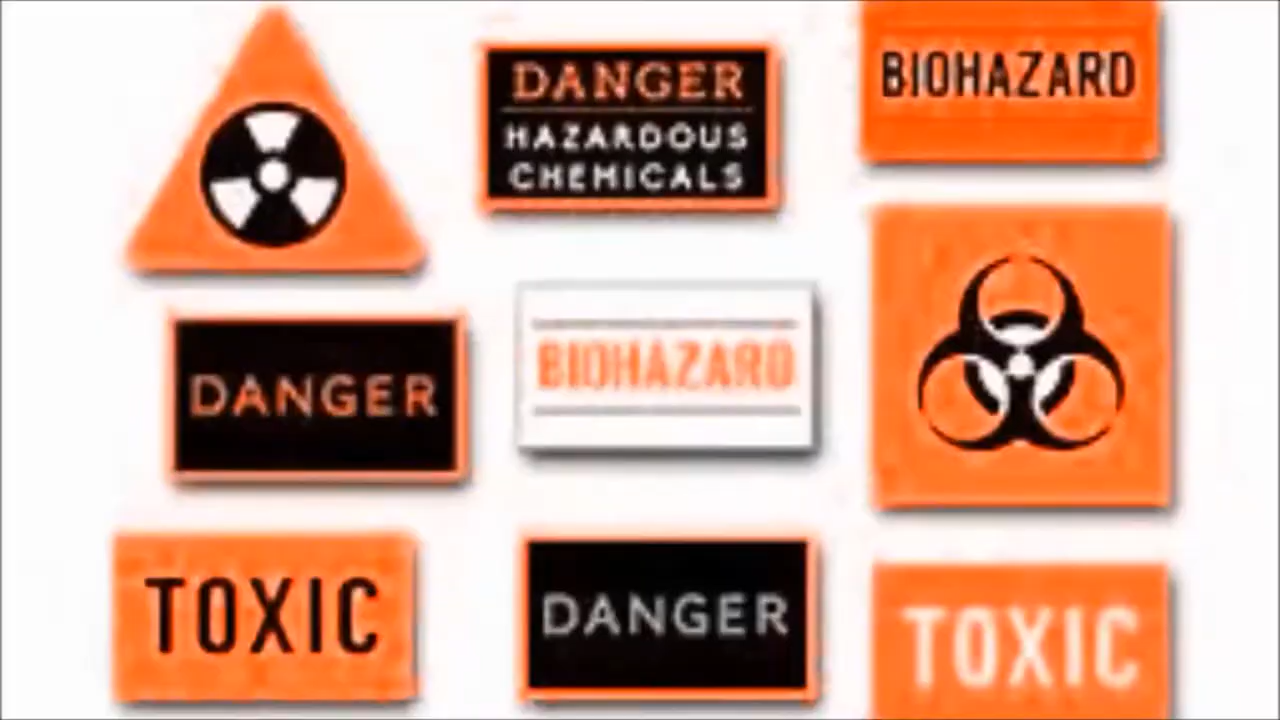 DANGER
HAZARDOUS
CHEMICALS
BIOHAZARD
DANGER
BIOHAZARD
TOXIC
DANGER
TOXIC